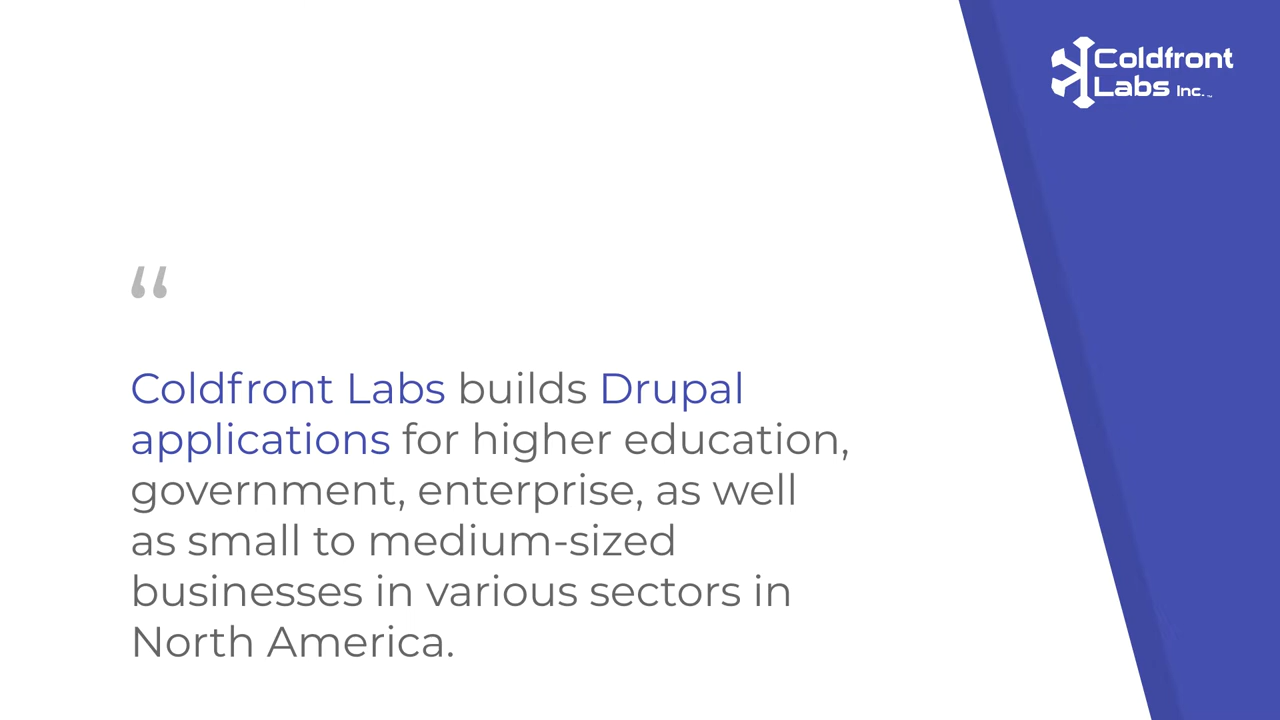 Coldfront
Labs Inc.™
“
Coldfront Labs builds Drupal
applications for higher education,
government, enterprise, as well
as small to medium-sized
businesses in various sectors in
North America.